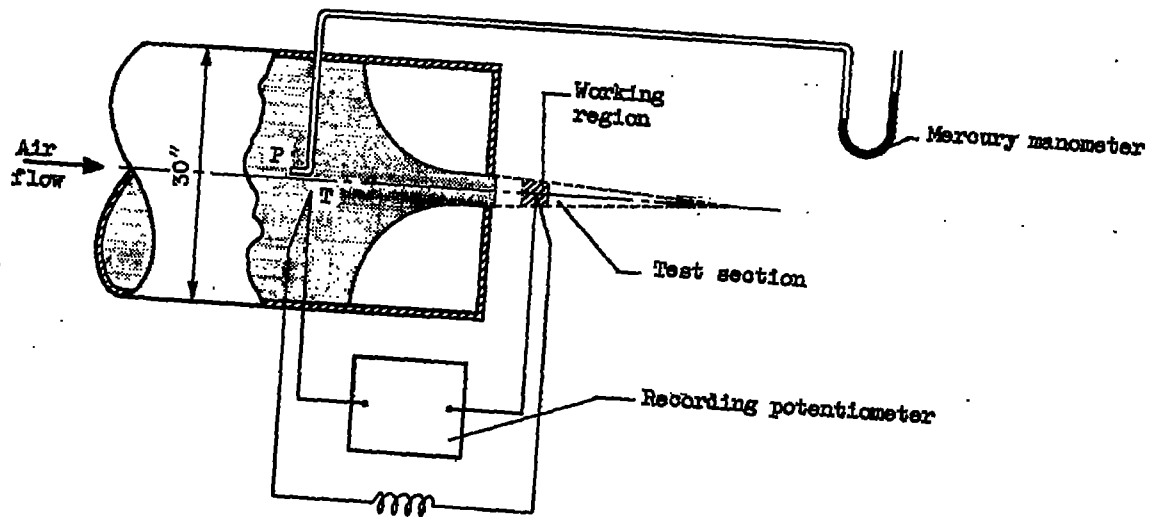 Working
region
Mercury manometer
Air
flow
P
30"
T
Test section
Recording potentiometer